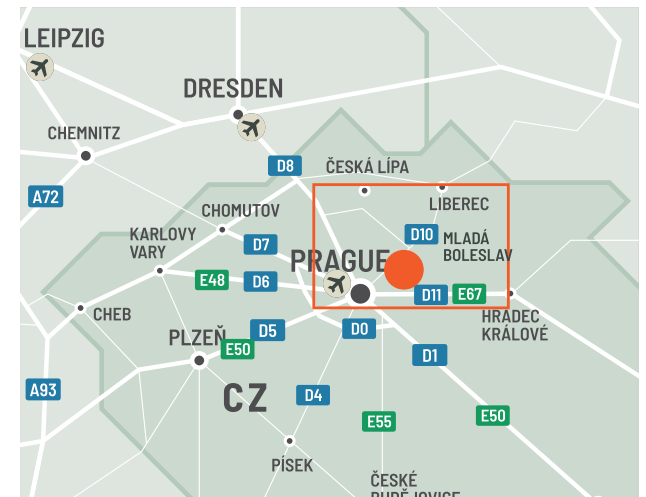 LEIPZIG
DRESDEN
CHEMNITZ
D8
ČESKÁ LÍPA
A72
LIBEREC
CHOMUTOV
KARLOVY
VARY
D7
D10
MLADÁ
BOLESLAV
PRAGUE
E48
D6
D11
E67
CHEB
HRADEC
KRÁLOVÉ
PLZEŇ
D5
D0
E50
D1
A93
CZ
D4
E55
E50
PÍSEK
ČESKÉ
BUDĚJOVICE